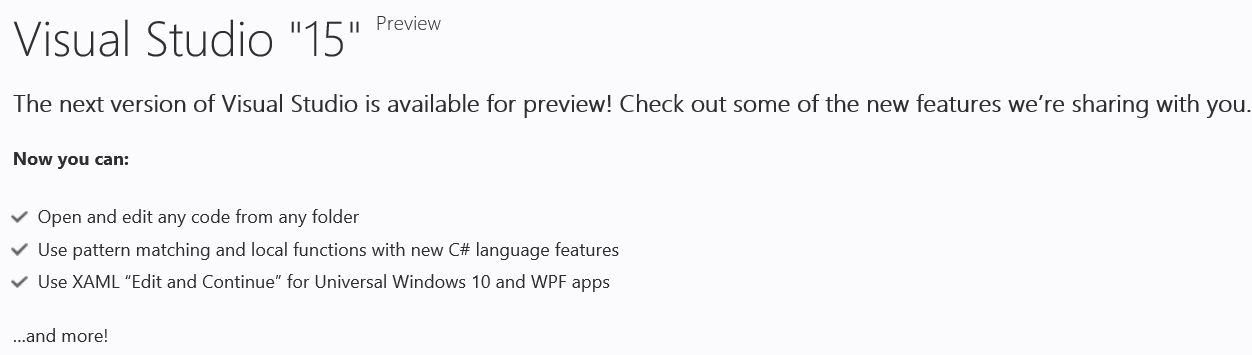 Visual Studio "15" Preview
The next version of Visual Studio is available for preview! Check out some of the new features we’re sharing with you.
Now you can:
Open and edit any code from any folder
Use pattern matching and local functions with new C# language features
Use XAML “Edit and Continue” for Universal Windows 10 and WPF apps
...and more!